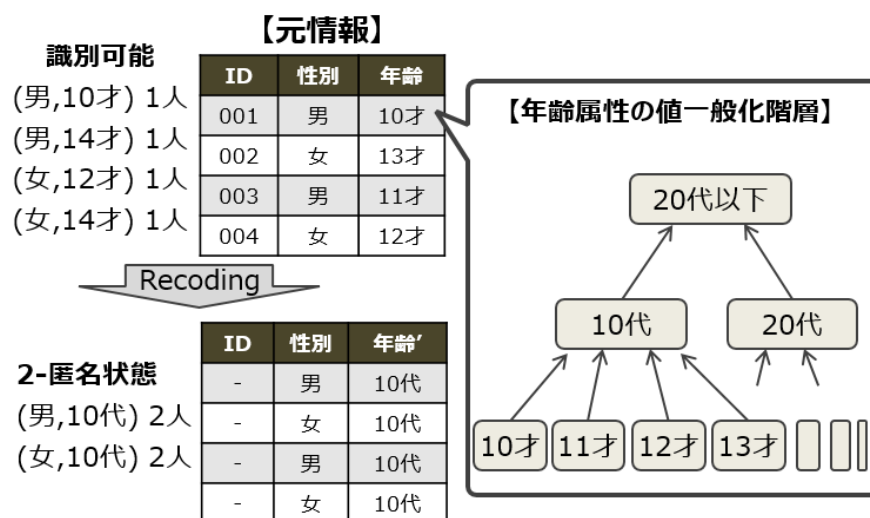 【元情報】
識別可能
(男,10才) 1人
(男,14才) 1人
(女,12才) 1人
(女,14才) 1人
ID 性別 年齢
001 男 10才
002 女 13才
003 男 11才
004 女 12才
Recoding
2-匿名状態
(男,10代) 2人
(女,10代) 2人
ID 性別 年齢’
- 男 10代
- 女 10代
- 男 10代
- 女 10代
【年齢属性の値一般化階層】
20代以下
10代 20代
10才 11才 12才 13才